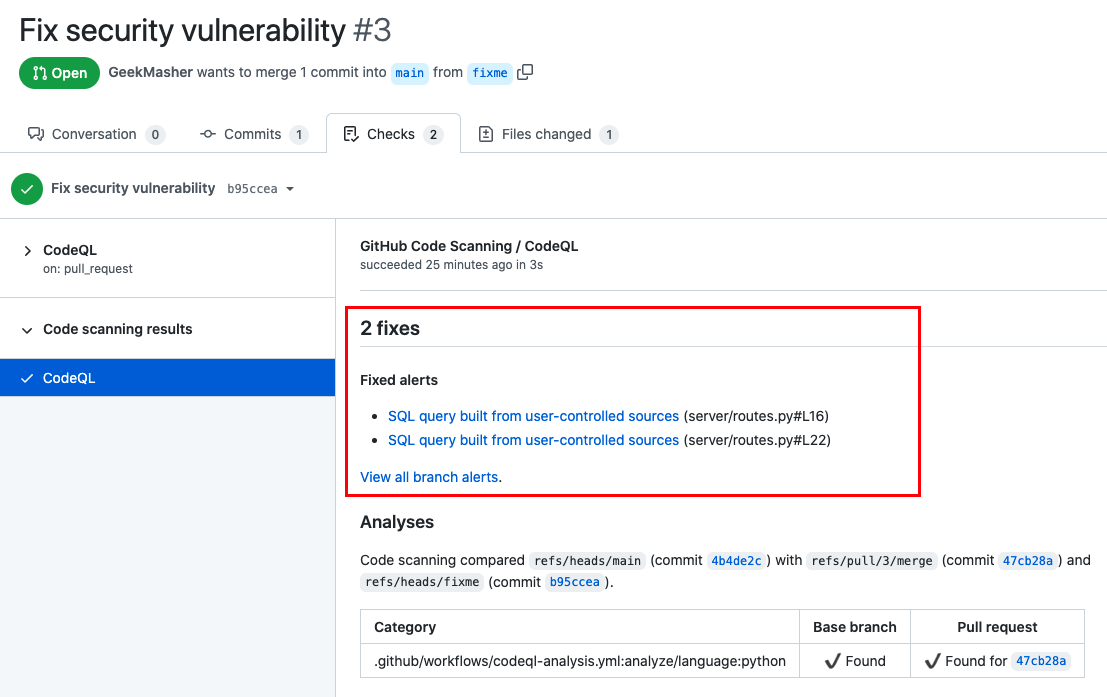 Fix security vulnerability #3
Open GeekMasher wants to merge 1 commit into main from fixme
Conversation 0 Commits 1 Checks 2 Files changed 1
Fix security vulnerability b95ccea
CodeQL
on: pull_request
Code scanning results
CodeQL
GitHub Code Scanning / CodeQL
succeeded 25 minutes ago in 3s
2 fixes
Fixed alerts
SQL query built from user-controlled sources (server/routes.py#L16)
SQL query built from user-controlled sources (server/routes.py#L22)
View all branch alerts.
Analyses
Code scanning compared refs/heads/main (commit 4b4de2c ) with refs/pull/3/merge (commit 47cb28a ) and
refs/heads/fixme (commit b95ccea ).
Category Base branch Pull request
.github/workflows/codeql-analysis.yml:analyze/language:python ✔ Found ✔ Found for 47cb28a